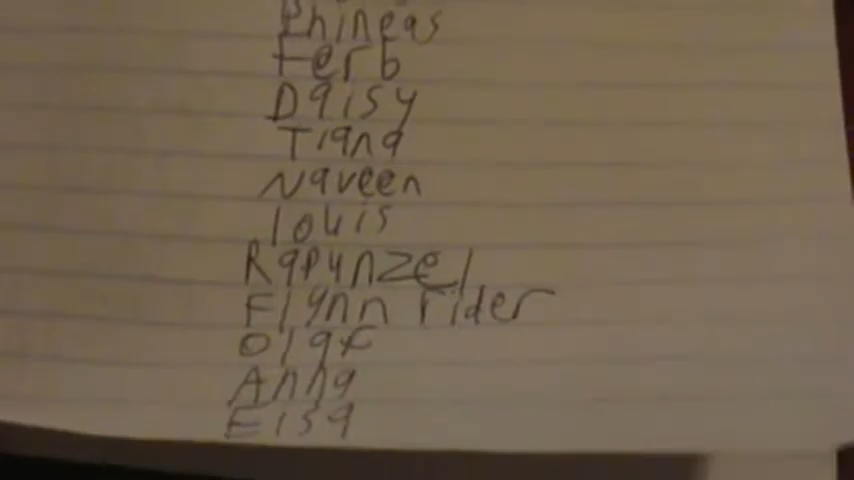 Phineas
Ferb
Daisy
Tiana
Naveen
louis
Rapunzel
Flynn rider
Olaf
Anna
Elsa